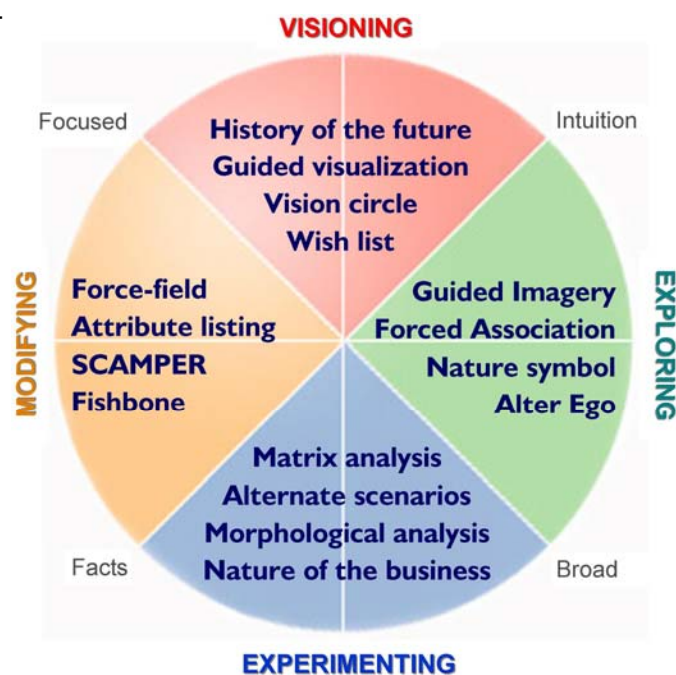 VISIONING
Focused
Intuition
History of the future
Guided visualization
Vision circle
Wish list
MODIFYING
Force-field
Attribute listing
SCAMPER
Fishbone
Guided Imagery
Forced Association
Nature symbol
Alter Ego
EXPLORING
Matrix analysis
Alternate scenarios
Morphological analysis
Nature of the business
Facts
Broad
EXPERIMENTING